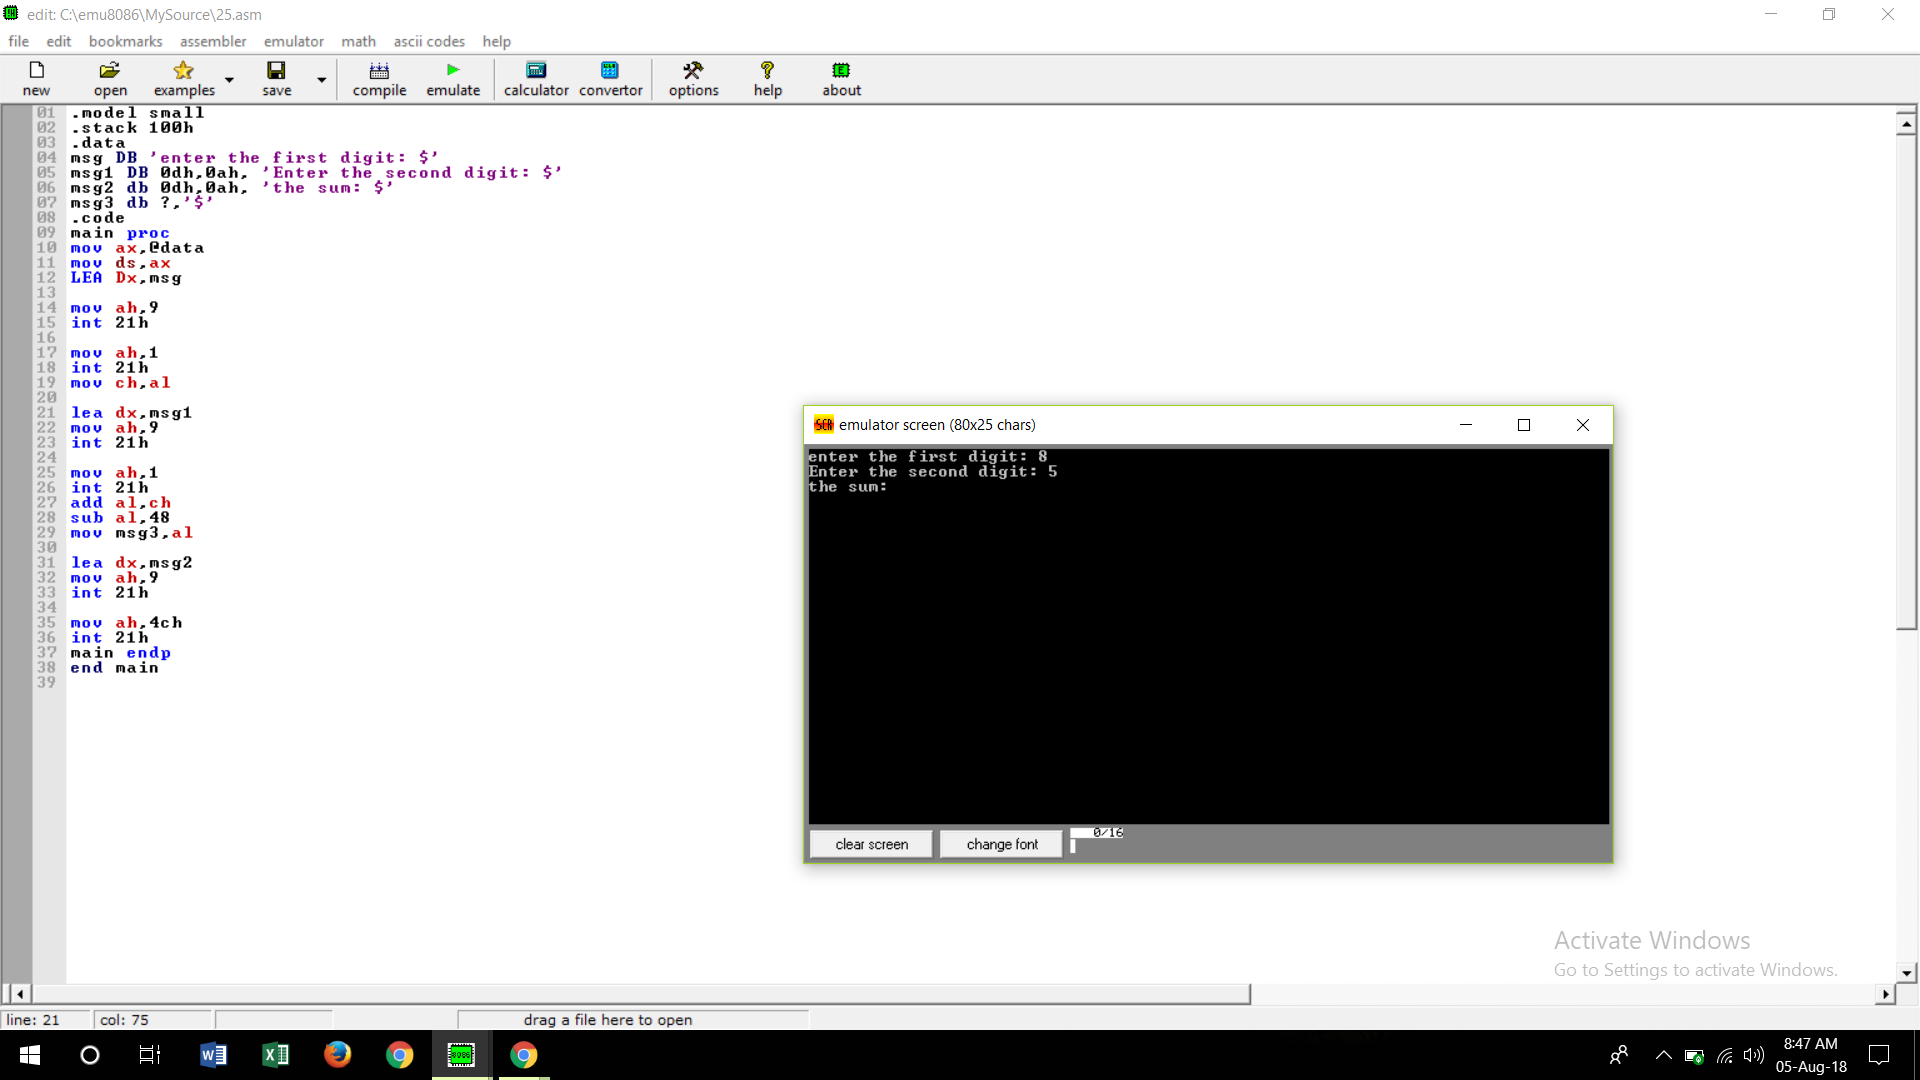 edit: C:\emu8086\MySource\25.asm
file edit bookmarks assembler emulator math ascii codes help
new open examples save compile emulate calculator convertor options help about
01 .model small
02 .stack 100h
03 .data
04 msg DB 'enter the first digit: $'
05 msg1 DB 0dh,0ah, 'Enter the second digit: $'
06 msg2 db 0dh,0ah, 'the sum: $'
07 msg3 db ?,'$'
08 .code
09 main proc
10 mov ax,@data
11 mov ds,ax
12 LEA Dx,msg
13
14 mov ah,9
15 int 21h
16
17 mov ah,1
18 int 21h
19 mov ch,al
20
21 lea dx,msg1
22 mov ah,9
23 int 21h
24
25 mov ah,1
26 int 21h
27 add al,ch
28 sub al,48
29 mov msg3,al
30
31 lea dx,msg2
32 mov ah,9
33 int 21h
34
35 mov ah,4ch
36 int 21h
37 main endp
38 end main
39
SCR emulator screen (80x25 chars)
enter the first digit: 8
Enter the second digit: 5
the sum:
clear screen change font 0/16
Activate Windows
Go to Settings to activate Windows.
line: 21 col: 75 drag a file here to open
8:47 AM
05-Aug-18